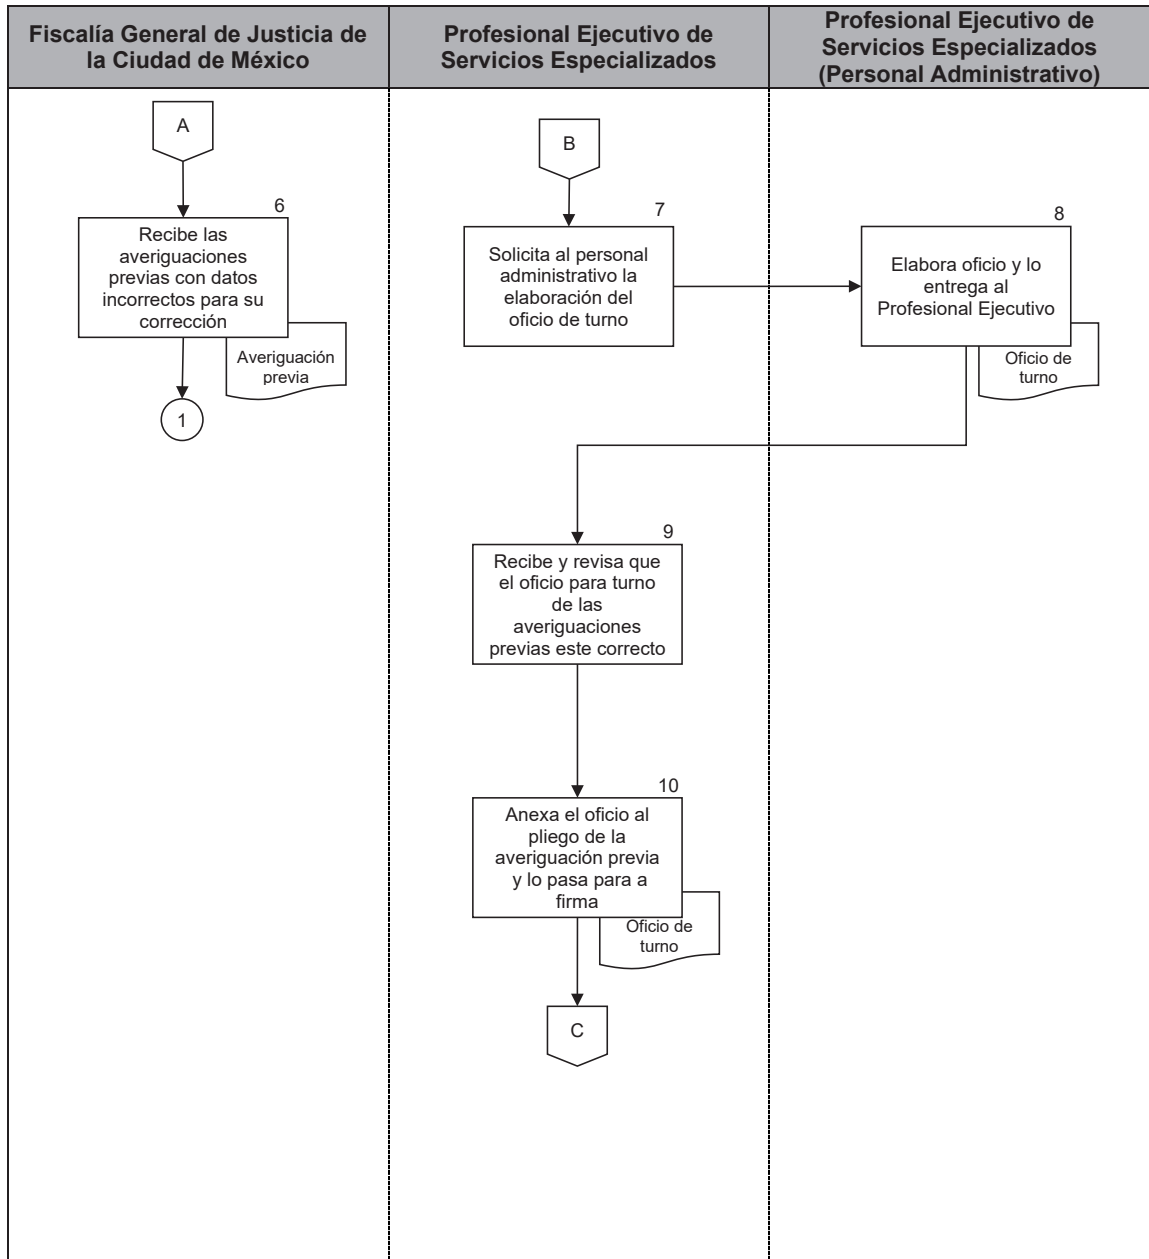 Fiscalía General de Justicia de
la Ciudad de México
Profesional Ejecutivo de
Servicios Especializados
Profesional Ejecutivo de
Servicios Especializados
(Personal Administrativo)
A
6
Recibe las
averiguaciones
previas con datos
incorrectos para su
corrección
Averiguación
previa
1
B
7
Solicita al personal
administrativo la
elaboración del
oficio de turno
8
Elabora oficio y lo
entrega al
Profesional Ejecutivo
Oficio de
turno
9
Recibe y revisa que
el oficio para turno
de las
averiguaciones
previas este correcto
10
Anexa el oficio al
pliego de la
averiguación previa
y lo pasa para a
firma
Oficio de
turno
C